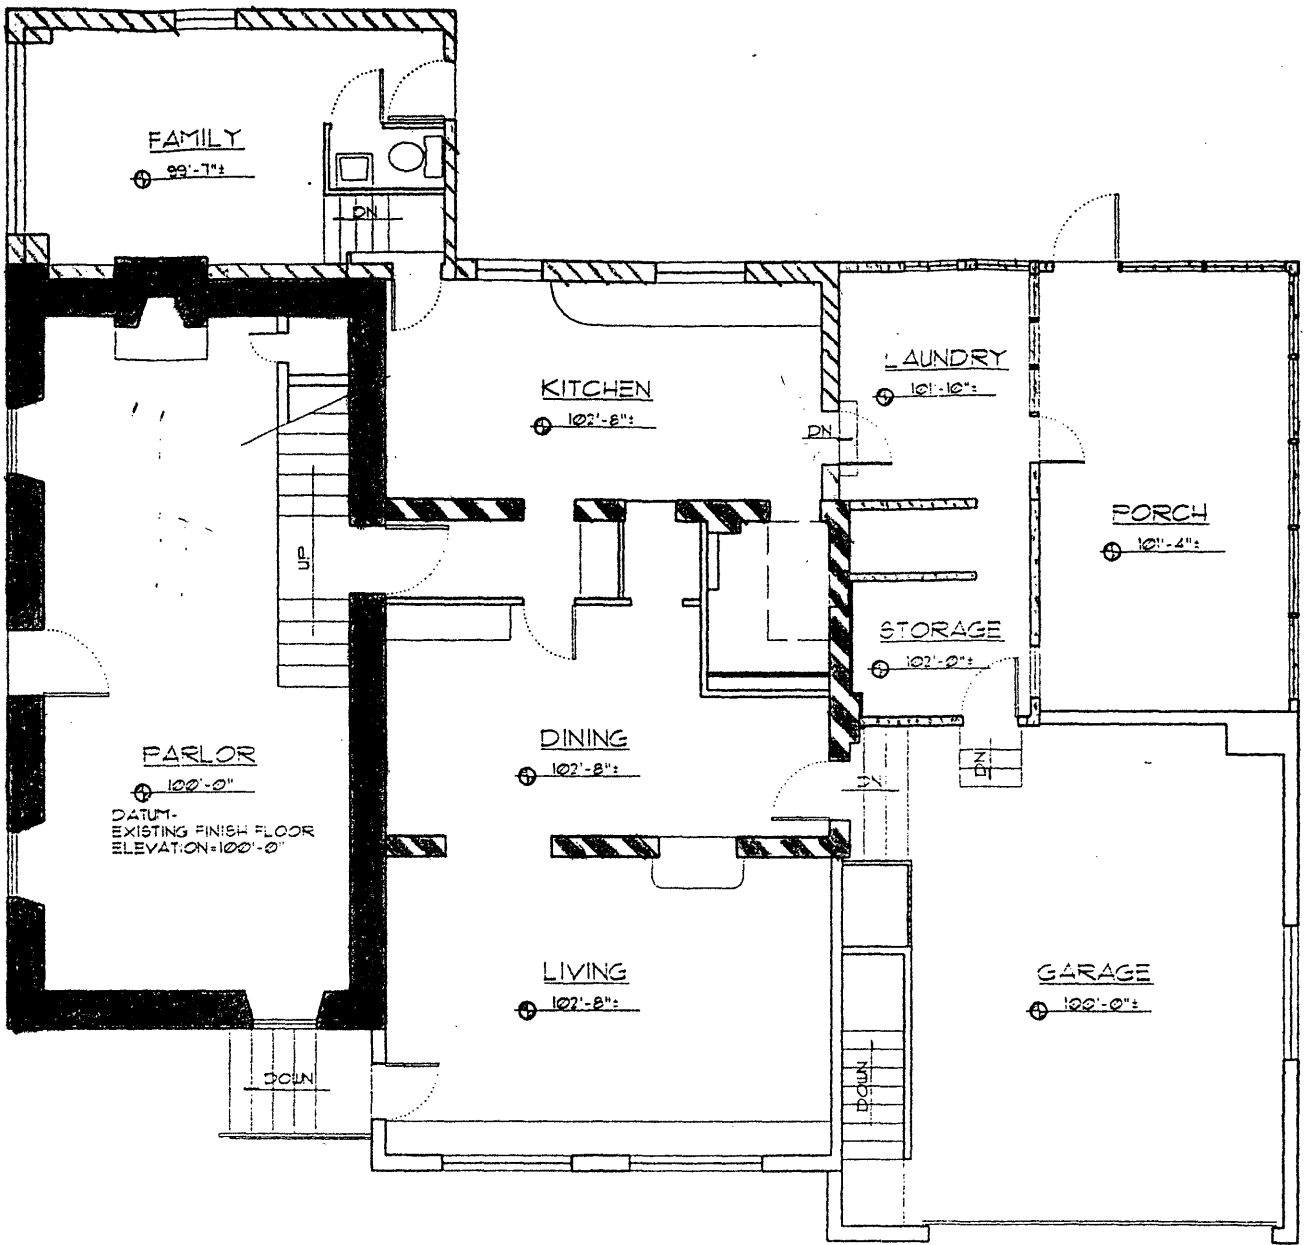 FAMILY
99'-7"±
DN
LAUNDRY
101'-10"±
KITCHEN
102'-8"±
DN
PORCH
101'-4"±
UP
STORAGE
102'-0"±
DINING
102'-8"±
PARLOR
100'-0"
DATUM-
EXISTING FINISH FLOOR
ELEVATION=100'-0"
DN
LIVING
102'-8"±
GARAGE
100'-0"±
DOWN
DOWN